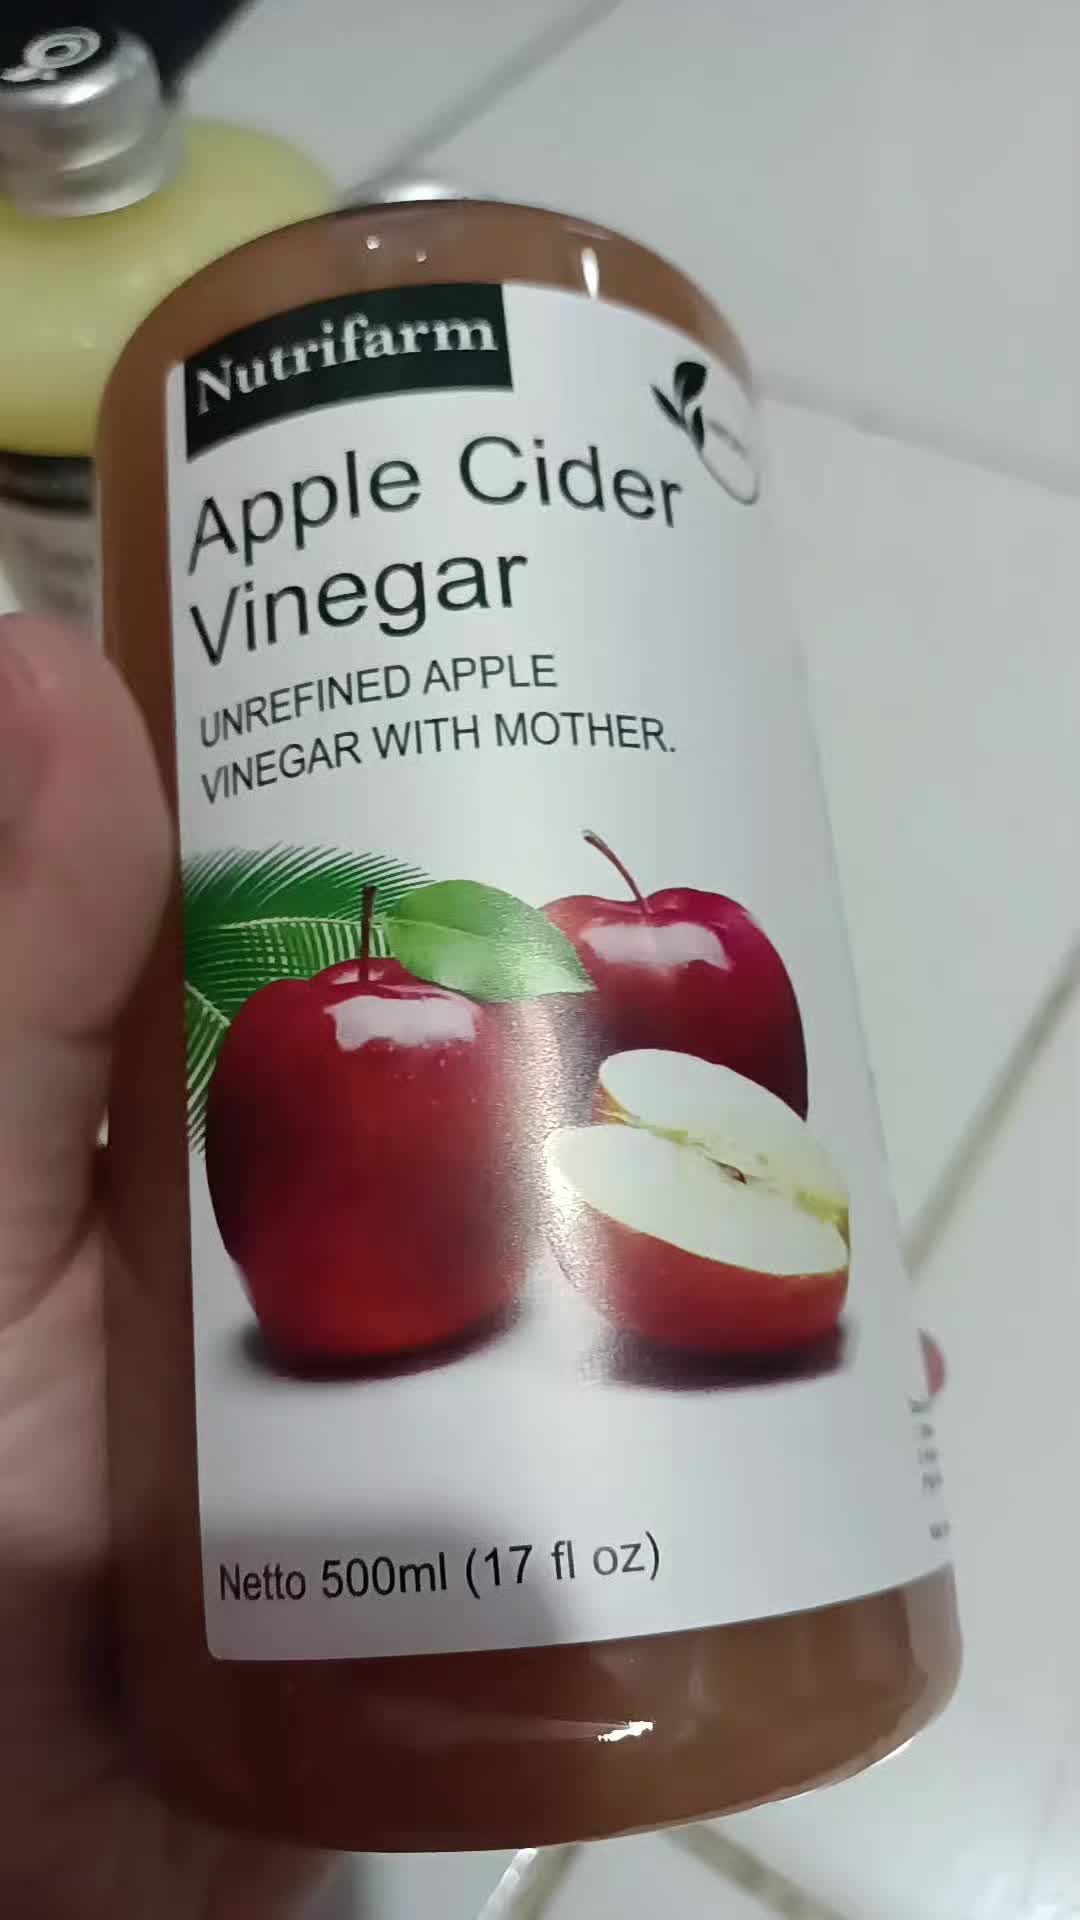 Nutrifarm
Apple Cider
Vinegar
UNREFINED APPLE
VINEGAR WITH MOTHER.
Netto 500ml (17 fl oz)